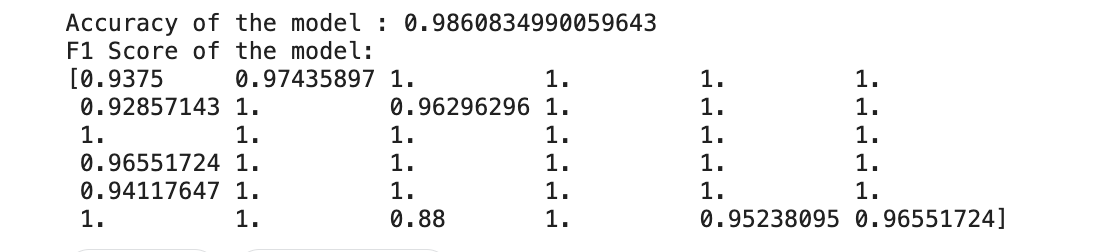 Accuracy of the model : 0.9860834990059643
F1 Score of the model:
[0.9375     0.97435897 1.         1.         1.         1.
 0.92857143 1.         0.96296296 1.         1.         1.
 1.         1.         1.         1.         1.         1.
 0.96551724 1.         1.         1.         1.         1.
 0.94117647 1.         1.         1.         1.         1.
 1.         1.         0.88       1.         0.95238095 0.96551724]